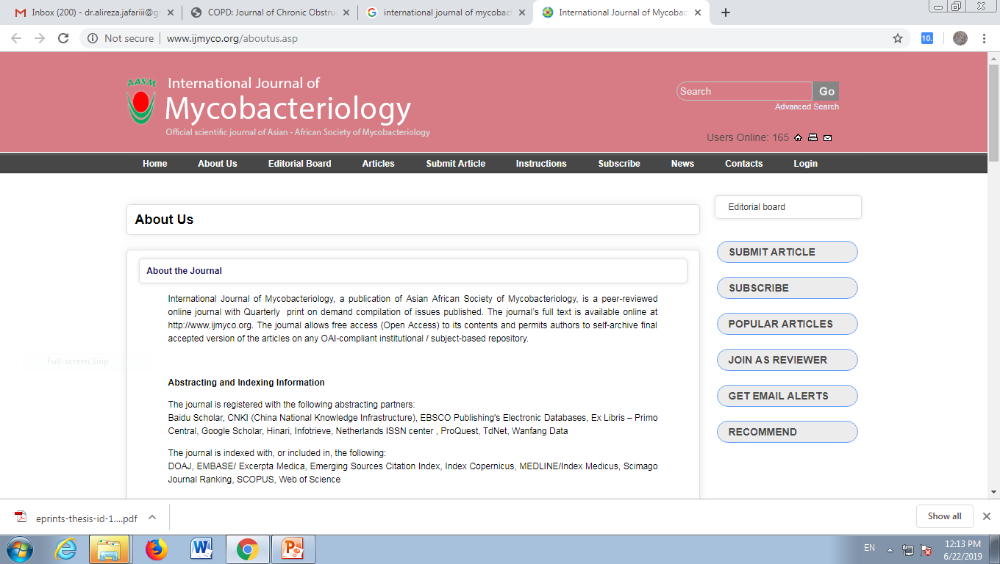 Inbox (200) - dr.alireza.jafariii@g
COPD: Journal of Chronic Obstru
international journal of mycobact
International Journal of Mycobac
Not secure
www.ijmyco.org/aboutus.asp
10.
AASM
International Journal of
Mycobacteriology
Official scientific journal of Asian - African Society of Mycobacteriology
Search
Go
Advanced Search
Users Online: 165
Home
About Us
Editorial Board
Articles
Submit Article
Instructions
Subscribe
News
Contacts
Login
About Us
Editorial board
SUBMIT ARTICLE
SUBSCRIBE
POPULAR ARTICLES
JOIN AS REVIEWER
GET EMAIL ALERTS
RECOMMEND
About the Journal
International Journal of Mycobacteriology, a publication of Asian African Society of Mycobacteriology, is a peer-reviewed
online journal with Quarterly print on demand compilation of issues published. The journal's full text is available online at
http://www.ijmyco.org. The journal allows free access (Open Access) to its contents and permits authors to self-archive final
accepted version of the articles on any OAI-compliant institutional / subject-based repository.
Full-screen Snip
Abstracting and Indexing Information
The journal is registered with the following abstracting partners:
Baidu Scholar, CNKI (China National Knowledge Infrastructure), EBSCO Publishing's Electronic Databases, Ex Libris – Primo
Central, Google Scholar, Hinari, Infotrieve, Netherlands ISSN center , ProQuest, TdNet, Wanfang Data
The journal is indexed with, or included in, the following:
DOAJ, EMBASE/ Excerpta Medica, Emerging Sources Citation Index, Index Copernicus, MEDLINE/Index Medicus, Scimago
Journal Ranking, SCOPUS, Web of Science
eprints-thesis-id-1....pdf
Show all
EN
12:13 PM
6/22/2019